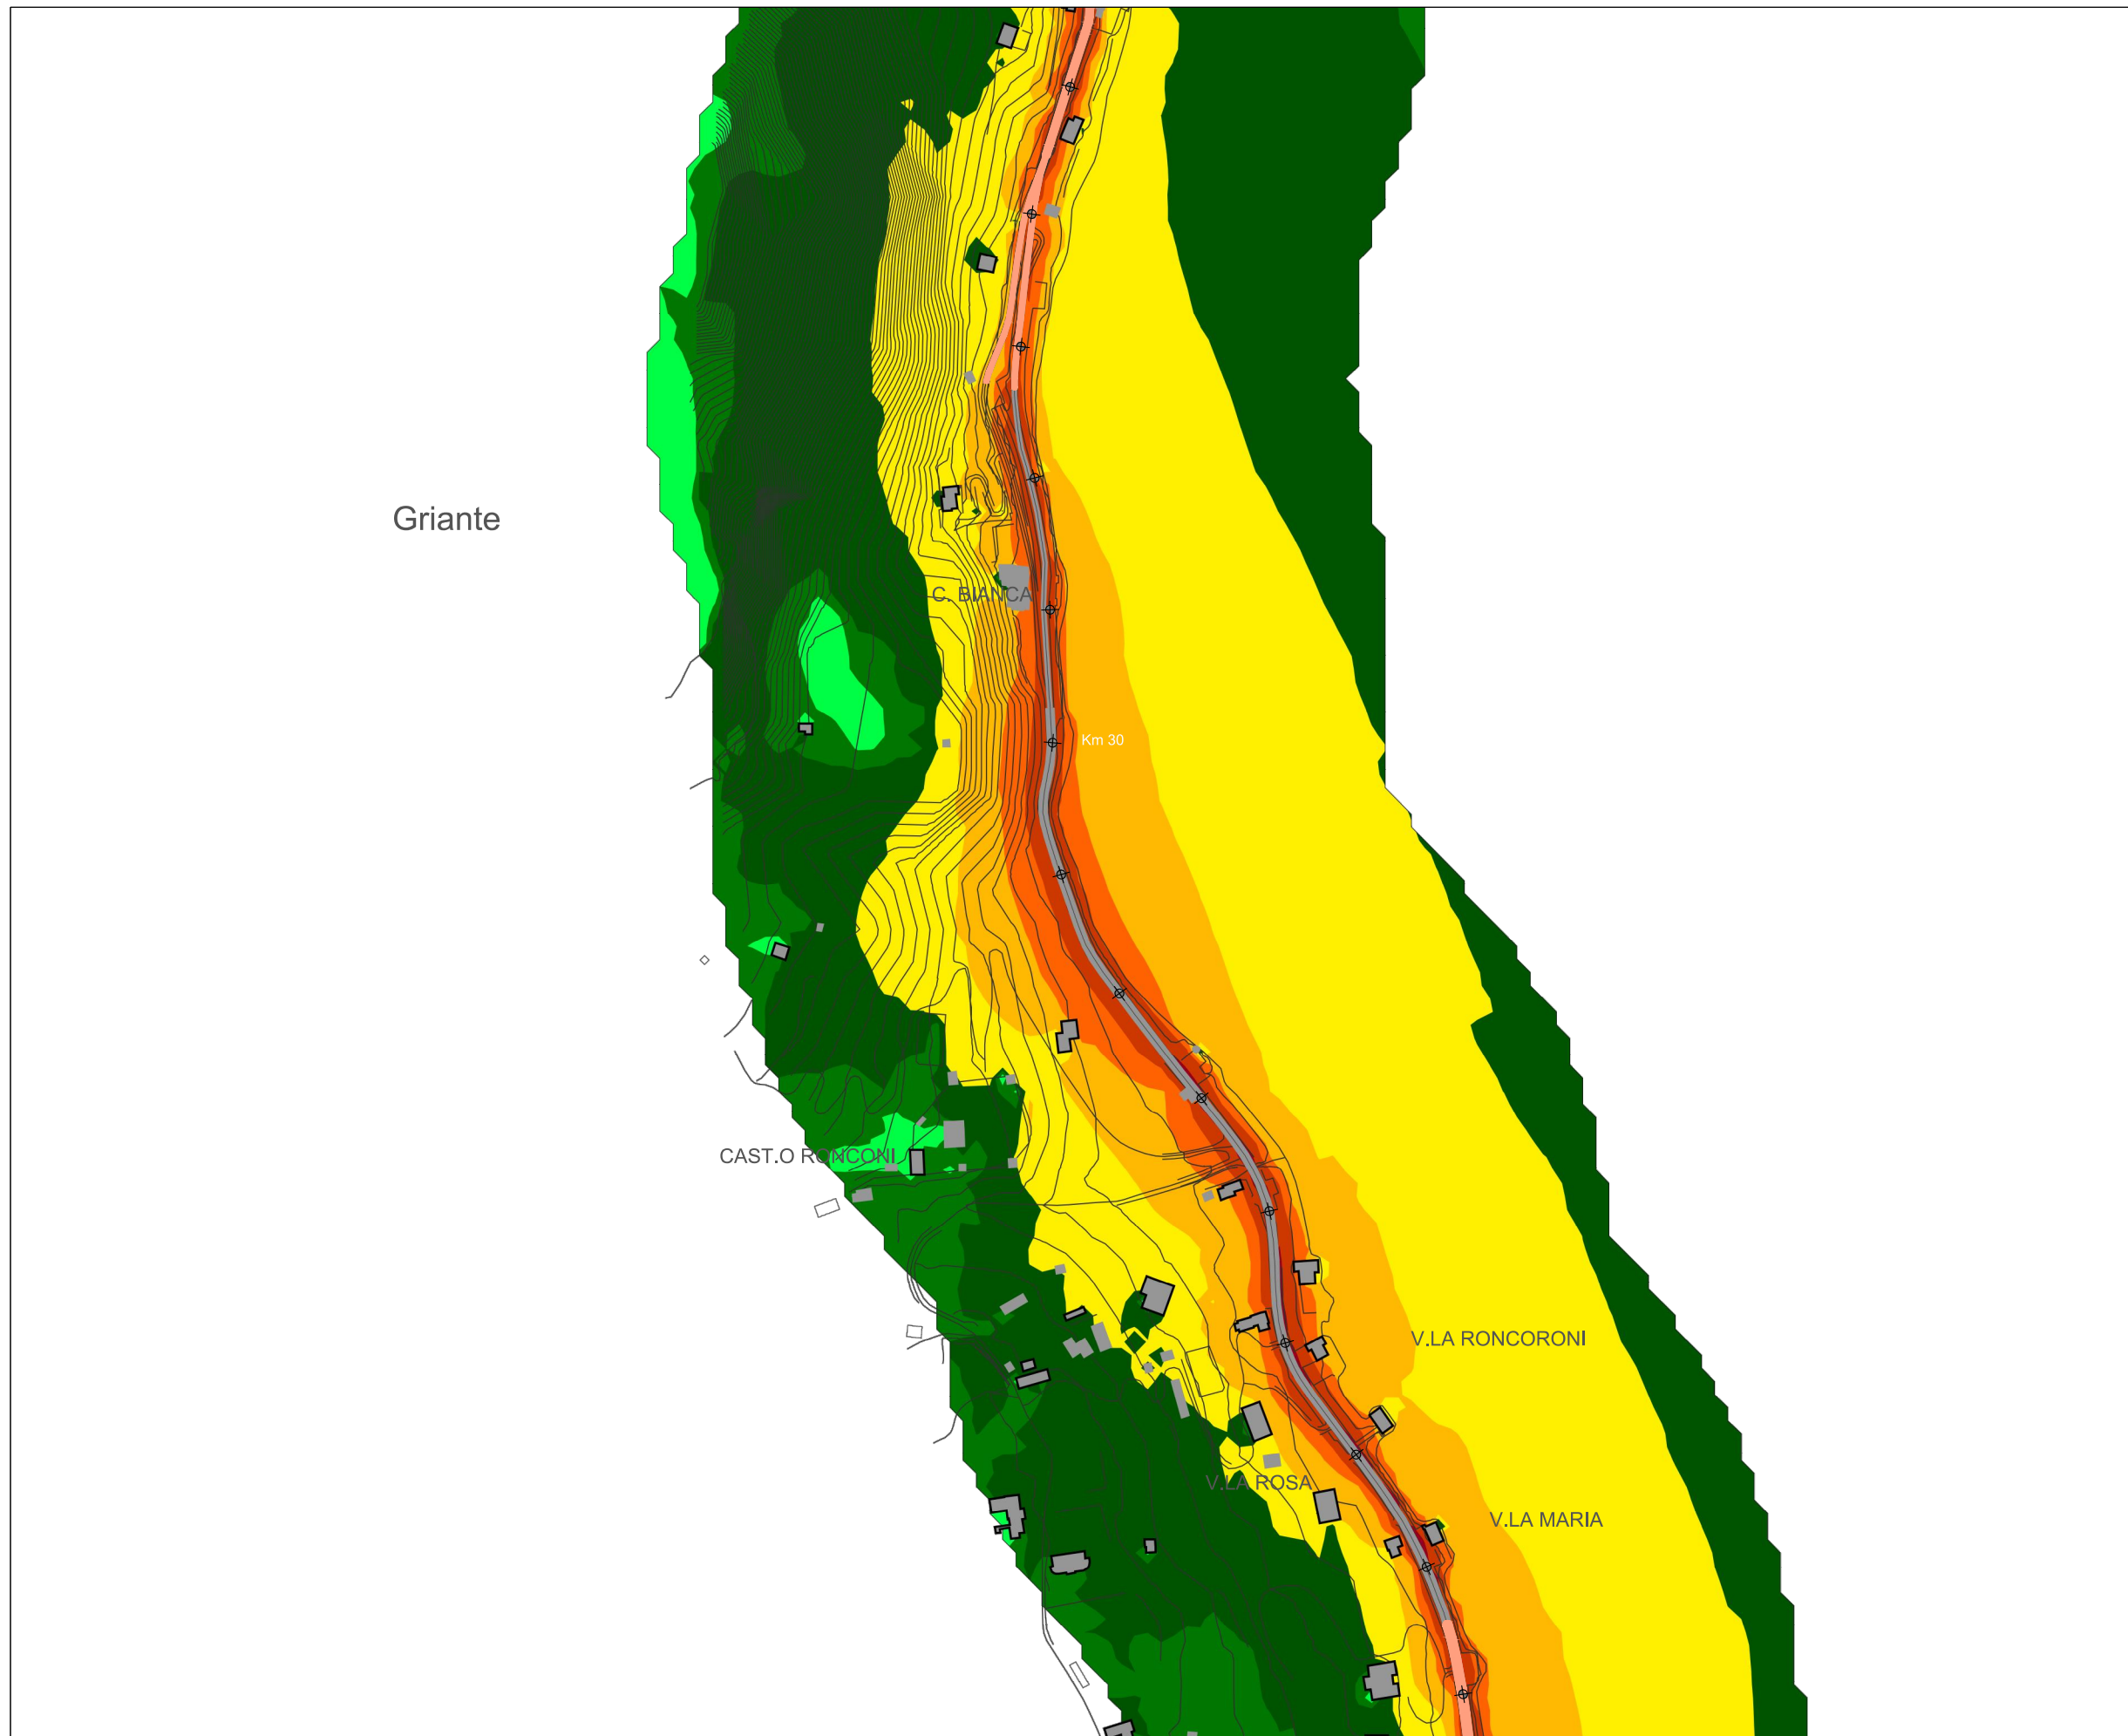 Griante
C. BIANCA
Km 30
CAST.O RONCONI
V.LA RONCORONI
V.LA ROSA
V.LA MARIA